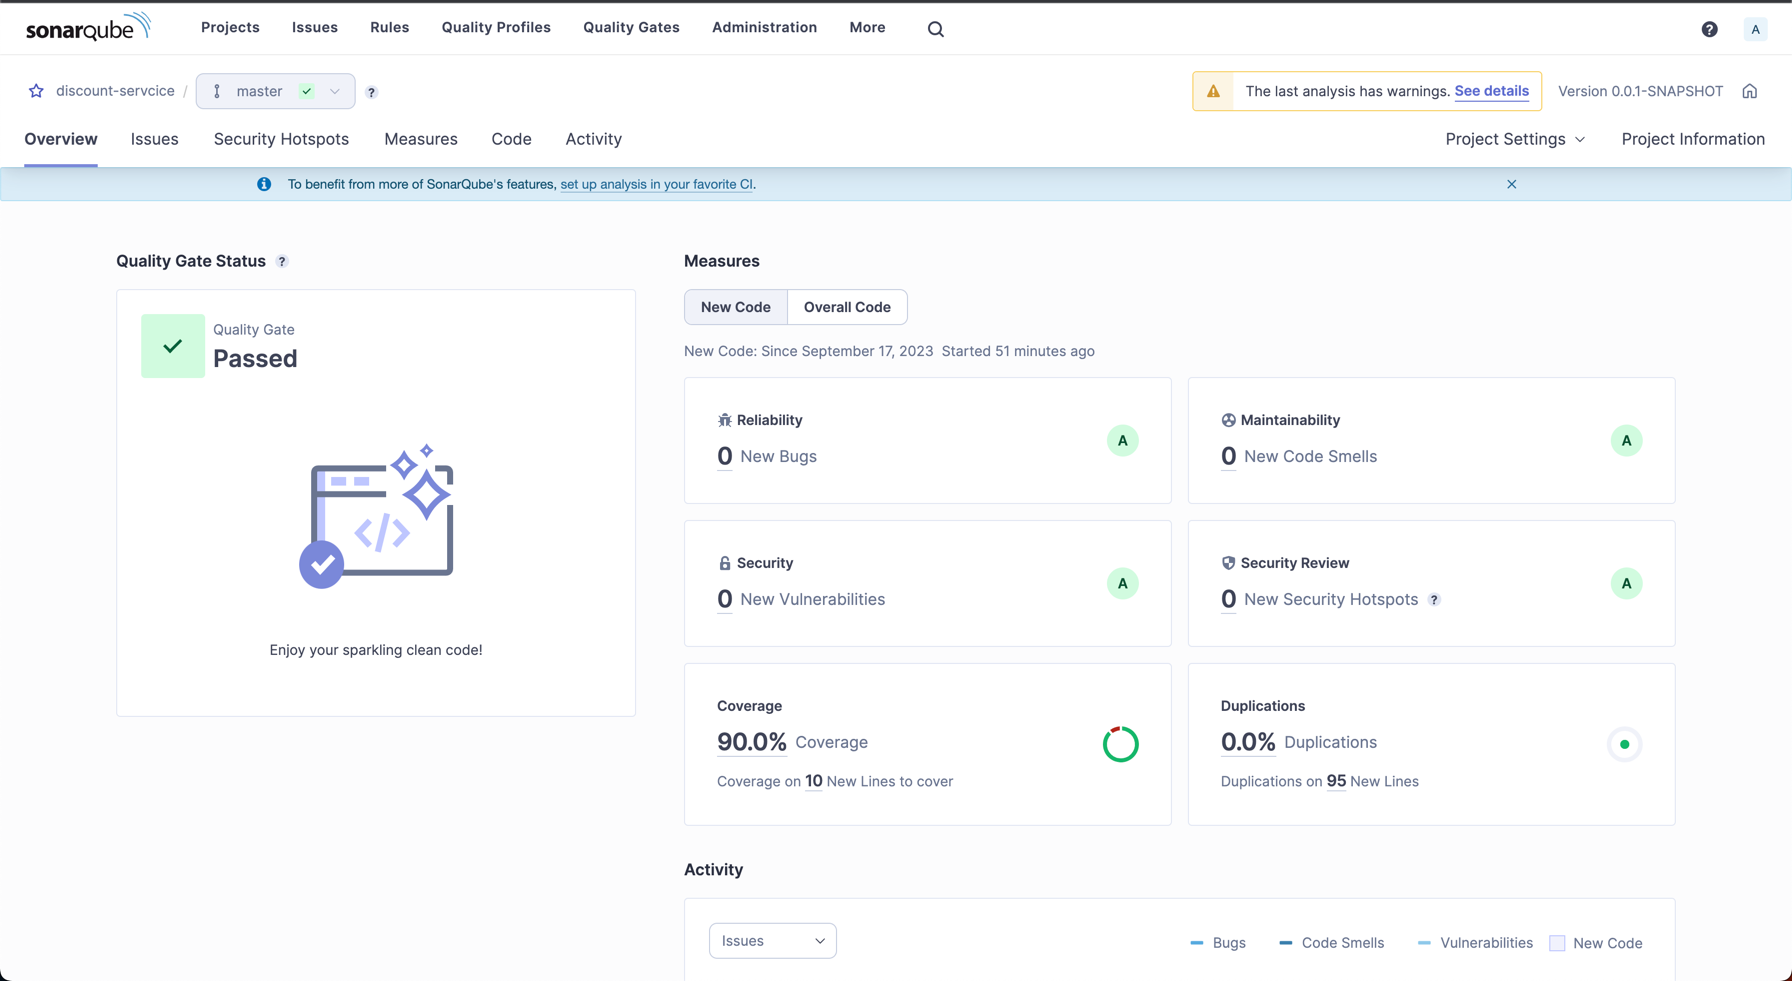 sonarqube Projects Issues Rules Quality Profiles Quality Gates Administration More ? A
discount-servcice / master ? The last analysis has warnings. See details Version 0.0.1-SNAPSHOT
Overview Issues Security Hotspots Measures Code Activity Project Settings Project Information
To benefit from more of SonarQube's features, set up analysis in your favorite CI.
Quality Gate Status ?
Quality Gate
Passed
</>
Enjoy your sparkling clean code!
Measures
New Code Overall Code
New Code: Since September 17, 2023 Started 51 minutes ago
Reliability
0 New Bugs
A
Maintainability
0 New Code Smells
A
Security
0 New Vulnerabilities
A
Security Review
0 New Security Hotspots ?
A
Coverage
90.0% Coverage
Coverage on 10 New Lines to cover
Duplications
0.0% Duplications
Duplications on 95 New Lines
Activity
Issues Bugs Code Smells Vulnerabilities New Code